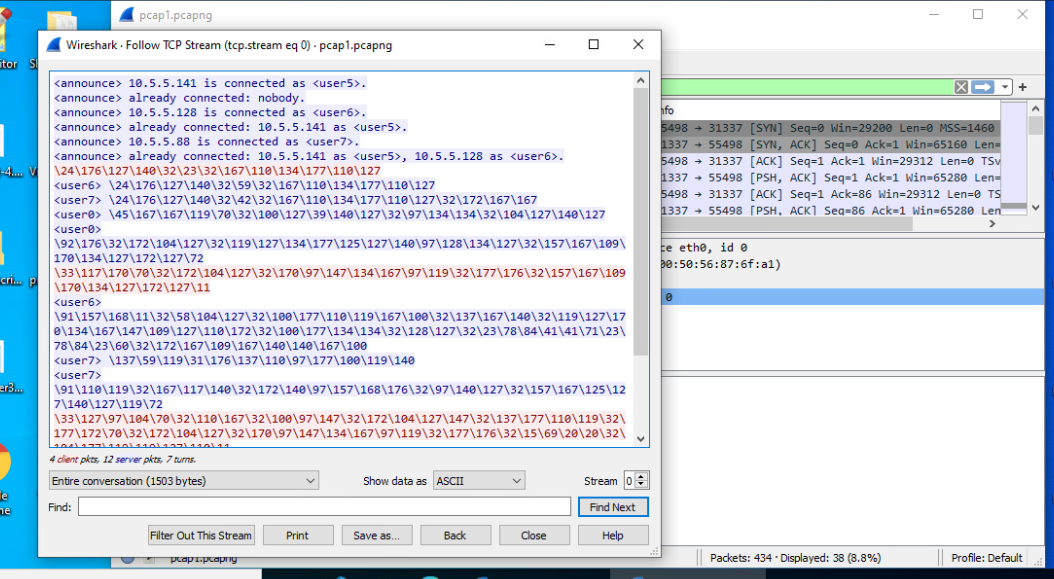 pcap1.pcapng
Wireshark · Follow TCP Stream (tcp.stream eq 0) · pcap1.pcapng
<announce> 10.5.5.141 is connected as <user5>.
<announce> already connected: nobody.
<announce> 10.5.5.128 is connected as <user6>.
<announce> already connected: 10.5.5.141 as <user5>.
<announce> 10.5.5.88 is connected as <user7>.
<announce> already connected: 10.5.5.141 as <user5>, 10.5.5.128 as <user6>.
\24\176\127\140\32\23\32\167\110\134\177\110\127
<user6> \24\176\127\140\32\59\32\167\110\134\177\110\127
<user7> \24\176\127\140\32\42\32\167\110\134\177\110\127\32\172\167\167
<user0> \45\167\167\119\70\32\100\127\39\140\127\32\97\134\134\32\104\127\140\127
<user0>
\92\176\32\172\104\127\32\119\127\134\177\125\127\140\97\128\134\127\32\157\167\109\
170\134\127\172\127\72
\33\117\170\70\32\172\104\127\32\170\97\147\134\167\97\119\32\177\176\32\157\167\109
\170\134\127\172\127\11
<user6>
\91\157\168\11\32\58\104\127\32\100\177\110\119\167\100\32\137\167\140\32\119\127\17
0\134\167\147\109\127\110\172\32\100\177\134\134\32\128\127\32\23\78\84\41\41\71\23\
78\84\23\60\32\172\167\109\167\140\140\167\100
<user7> \137\59\119\31\176\137\110\97\177\100\119\140
<user7>
\91\110\119\32\167\117\140\32\172\140\97\157\168\176\32\97\140\127\32\157\167\125\12
7\140\127\119\72
\33\127\97\104\70\32\110\167\32\100\97\147\32\172\104\127\147\32\137\177\110\119\32\
177\172\70\32\172\104\127\32\170\97\147\134\167\97\119\32\177\176\32\15\69\20\20\32\
4 client pkts, 12 server pkts, 7 turns.
Entire conversation (1503 bytes)
Show data as
ASCII
Stream
0
Find:
Find Next
Filter Out This Stream
Print
Save as...
Back
Close
Help
nfo
5498 → 31337 [SYN] Seq=0 Win=29200 Len=0 MSS=1460
1337 → 55498 [SYN, ACK] Seq=0 Ack=1 Win=65160 Len=
5498 → 31337 [ACK] Seq=1 Ack=1 Win=29312 Len=0 TSv
1337 → 55498 [PSH, ACK] Seq=1 Ack=1 Win=65280 Len=
5498 → 31337 [ACK] Seq=1 Ack=86 Win=29312 Len=0 TS
1337 → 55498 [PSH, ACK] Seq=86 Ack=1 Win=65280 Len
ce eth0, id 0
00:50:56:87:6f:a1)
0
pcap1.pcapng
Packets: 434 · Displayed: 38 (8.8%)
Profile: Default